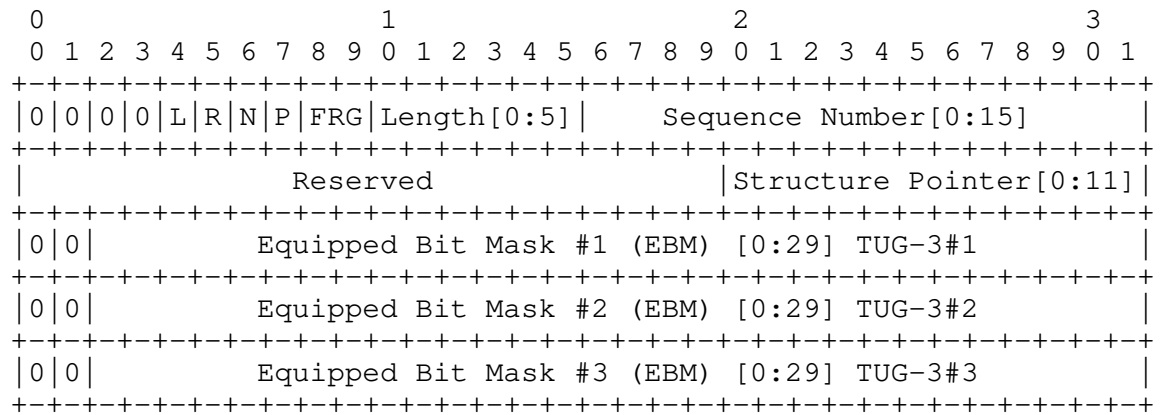 0                   1                   2                   3
 0 1 2 3 4 5 6 7 8 9 0 1 2 3 4 5 6 7 8 9 0 1 2 3 4 5 6 7 8 9 0 1
+-+-+-+-+-+-+-+-+-+-+-+-+-+-+-+-+-+-+-+-+-+-+-+-+-+-+-+-+-+-+-+-+
|0|0|0|0|L|R|N|P|FRG|Length[0:5]|    Sequence Number[0:15]      |
+-+-+-+-+-+-+-+-+-+-+-+-+-+-+-+-+-+-+-+-+-+-+-+-+-+-+-+-+-+-+-+-+
|               Reserved                |Structure Pointer[0:11]|
+-+-+-+-+-+-+-+-+-+-+-+-+-+-+-+-+-+-+-+-+-+-+-+-+-+-+-+-+-+-+-+-+
|0|0|         Equipped Bit Mask #1 (EBM) [0:29] TUG-3#1         |
+-+-+-+-+-+-+-+-+-+-+-+-+-+-+-+-+-+-+-+-+-+-+-+-+-+-+-+-+-+-+-+-+
|0|0|         Equipped Bit Mask #2 (EBM) [0:29] TUG-3#2         |
+-+-+-+-+-+-+-+-+-+-+-+-+-+-+-+-+-+-+-+-+-+-+-+-+-+-+-+-+-+-+-+-+
|0|0|         Equipped Bit Mask #3 (EBM) [0:29] TUG-3#3         |
+-+-+-+-+-+-+-+-+-+-+-+-+-+-+-+-+-+-+-+-+-+-+-+-+-+-+-+-+-+-+-+-+